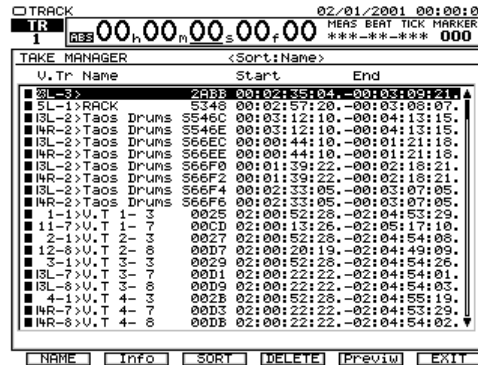 TRACK 02/01/2001 00:00:0
TR ABS 00h00m00s00f00 MEAS BEAT TICK MARKER
1 ***-**-*** 000
TAKE MANAGER <Sort:Name>
V.Tr Name Start End
3L-3> 2ABB 00:02:35:04.-00:03:09:21.
5L-1>RACK 5348 00:02:57:20.-00:03:08:07.
13L-2>Taos Drums S546C 00:03:12:10.-00:04:13:15.
14R-2>Taos Drums S546E 00:03:12:10.-00:04:13:15.
13L-2>Taos Drums S66EC 00:00:44:10.-00:01:21:18.
14R-2>Taos Drums S66EE 00:00:44:10.-00:01:21:18.
13L-2>Taos Drums S66F0 00:01:39:22.-00:02:18:21.
14R-2>Taos Drums S66F2 00:01:39:22.-00:02:18:21.
13L-2>Taos Drums S66F4 00:02:33:05.-00:03:07:05.
14R-2>Taos Drums S66F6 00:02:33:05.-00:03:07:05.
1-1>V.T 1- 3 0025 02:00:52:28.-02:04:53:29.
11-7>V.T 1- 7 00CD 02:00:13:26.-02:05:17:10.
2-1>V.T 2- 3 0027 02:00:52:28.-02:04:54:08.
12-8>V.T 2- 8 00D7 02:00:20:19.-02:04:49:09.
3-1>V.T 3- 3 0029 02:00:52:28.-02:04:54:26.
13L-7>V.T 3- 7 00D1 02:00:22:22.-02:04:54:01.
13L-8>V.T 3- 8 00D9 02:00:22:22.-02:04:54:03.
4-1>V.T 4- 3 002B 02:00:52:28.-02:04:55:19.
14R-7>V.T 4- 7 00D3 02:00:22:22.-02:04:53:29.
14R-8>V.T 4- 8 00DB 02:00:22:22.-02:04:54:02.
NAME Info SORT DELETE Previw EXIT